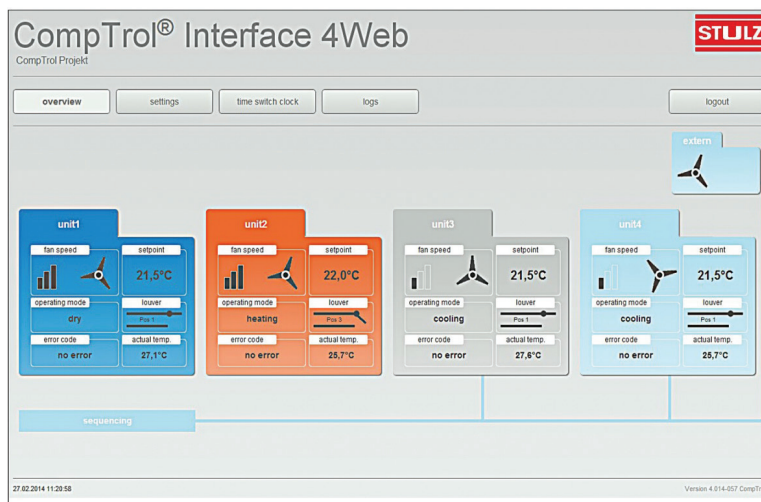 CompTrol® Interface 4Web
CompTrol Projekt
STULZ
overview settings time switch clock logs logout
extern
unit1 unit2 unit3 unit4
fan speed setpoint fan speed setpoint fan speed setpoint fan speed setpoint
21,5°C 22,0°C 21,5°C 21,5°C
operating mode louver operating mode louver operating mode louver operating mode louver
dry Pos 1 heating Pos 3 cooling Pos 1 cooling Pos 1
error code actual temp. error code actual temp. error code actual temp. error code actual temp.
no error 27,1°C no error 25,7°C no error 27,6°C no error 25,7°C
sequencing
27.02.2014 11:20:58
Version 4.014-057 CompTr